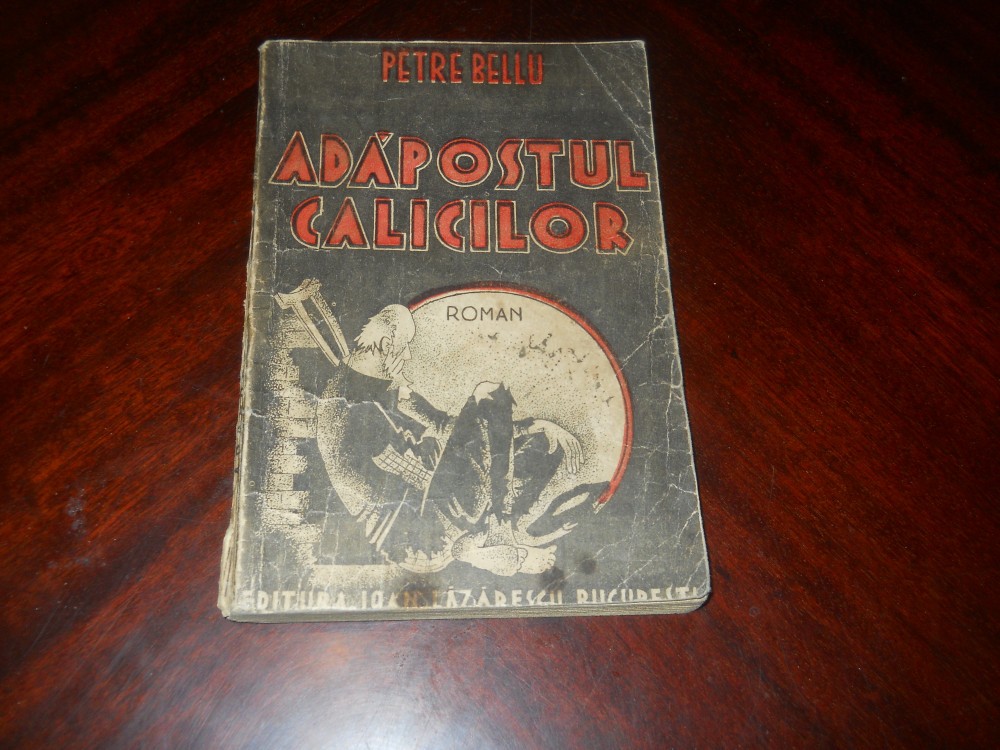 PETRE BELLU
ADĂPOSTUL
CALICILOR
ROMAN
EDITURA IOAN LĂZĂRESCU BUCUREȘTI